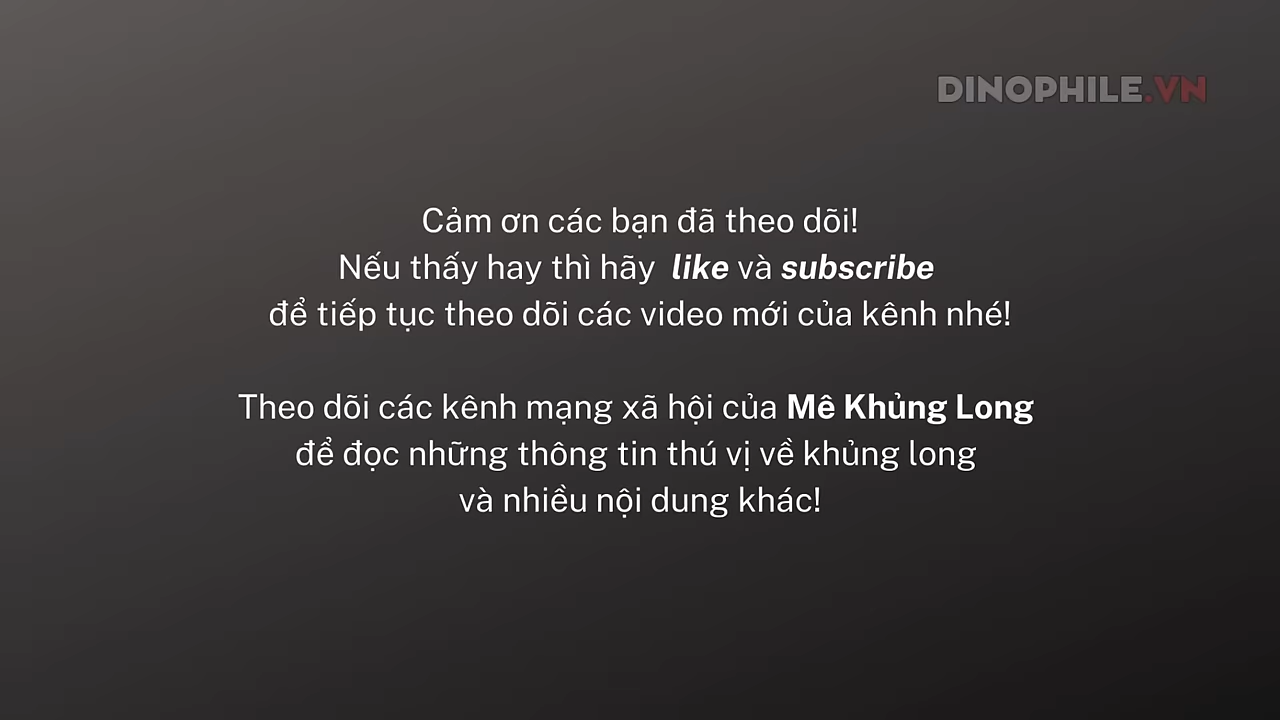 DINOPHILE.VN
Cảm ơn các bạn đã theo dõi!
Nếu thấy hay thì hãy like và subscribe
để tiếp tục theo dõi các video mới của kênh nhé!
Theo dõi các kênh mạng xã hội của Mê Khủng Long
để đọc những thông tin thú vị về khủng long
và nhiều nội dung khác!